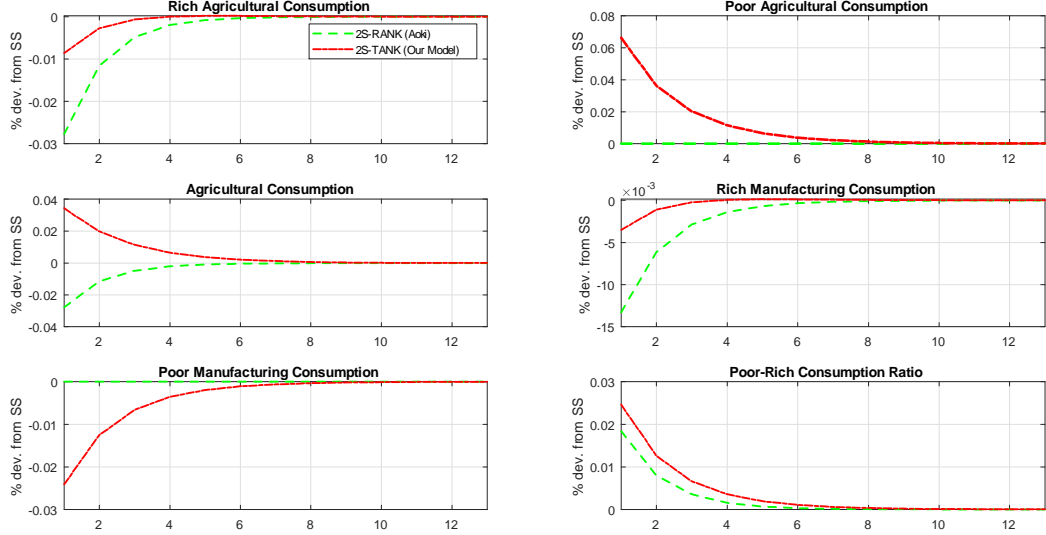 Rich Agricultural Consumption
% dev. from SS
0
-0.01
-0.02
-0.03
2 4 6 8 10 12
2S-RANK (Aoki)
2S-TANK (Our Model)
Poor Agricultural Consumption
% dev. from SS
0.08
0.06
0.04
0.02
0
2 4 6 8 10 12
Agricultural Consumption
% dev. from SS
0.04
0.02
0
-0.02
-0.04
2 4 6 8 10 12
Rich Manufacturing Consumption
×10⁻³
% dev. from SS
0
-5
-10
-15
2 4 6 8 10 12
Poor Manufacturing Consumption
% dev. from SS
0
-0.01
-0.02
-0.03
2 4 6 8 10 12
Poor-Rich Consumption Ratio
% dev. from SS
0.03
0.02
0.01
0
2 4 6 8 10 12